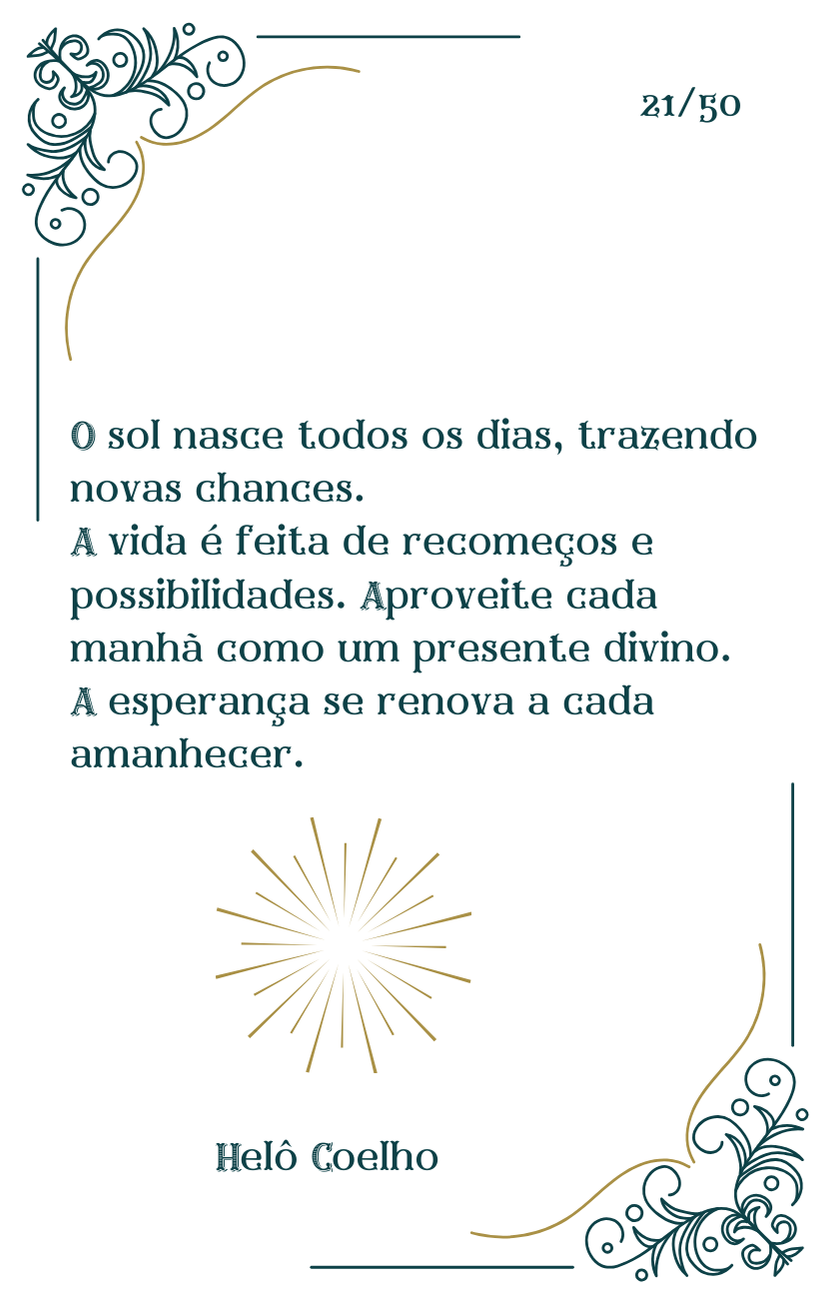 21/50
O sol nasce todos os dias, trazendo
novas chances.
A vida é feita de recomeços e
possibilidades. Aproveite cada
manhã como um presente divino.
A esperança se renova a cada
amanhecer.
Helô Coelho